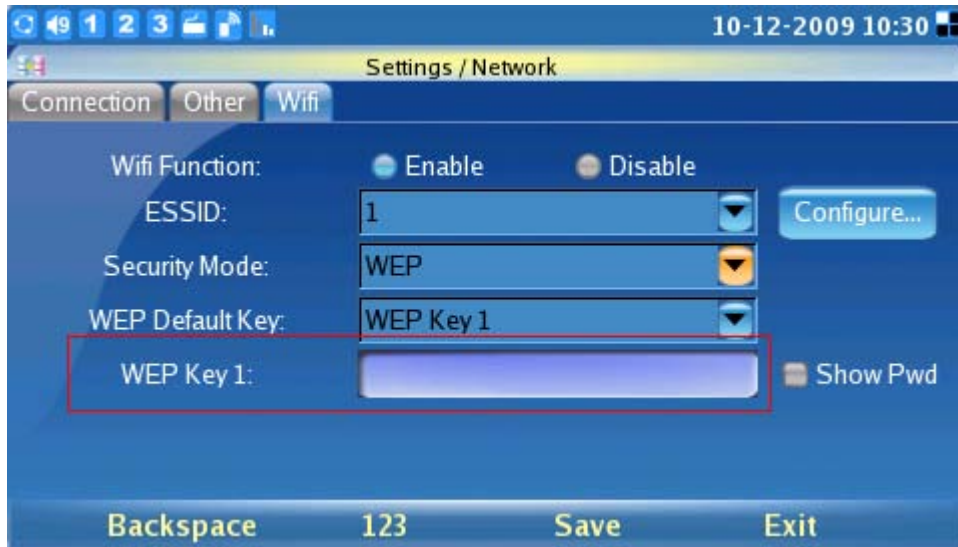 9 1 2 3 10-12-2009 10:30
Settings / Network
Connection Other Wifi
Wifi Function: Enable Disable
ESSID: 1 Configure...
Security Mode: WEP
WEP Default Key: WEP Key 1
WEP Key 1: Show Pwd
Backspace 123 Save Exit